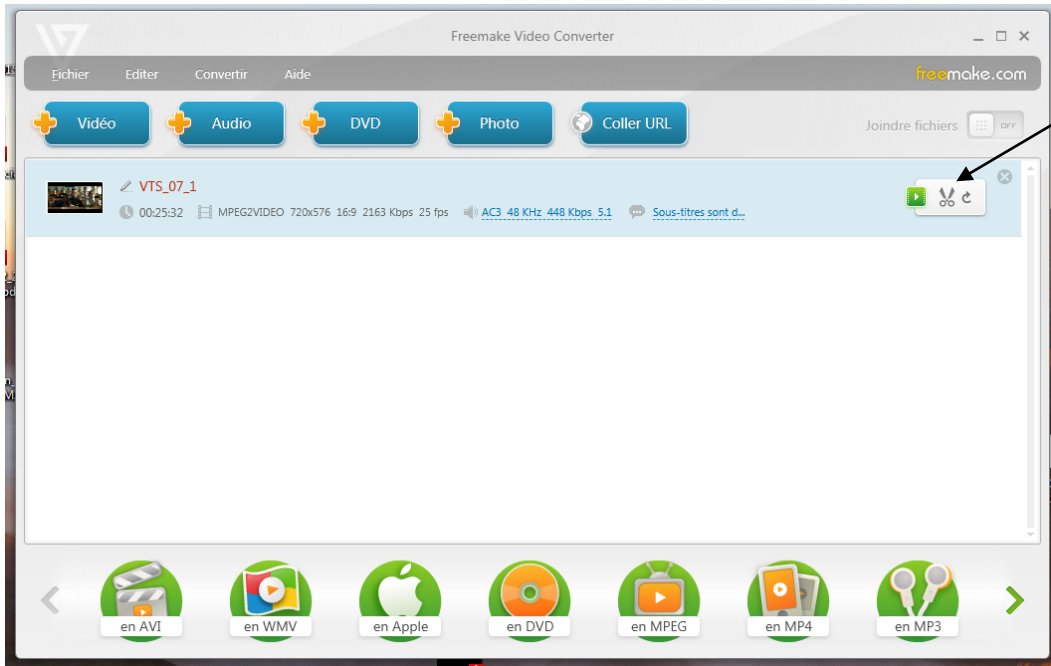 Freemake Video Converter
Fichier Editer Convertir Aide freemake.com
Vidéo Audio DVD Photo Coller URL Joindre fichiers OFF
VTS_07_1
00:25:32 MPEG2VIDEO 720x576 16:9 2163 Kbps 25 fps AC3 48 KHz 448 Kbps 5.1 Sous-titres sont d...
en AVI en WMV en Apple en DVD en MPEG en MP4 en MP3